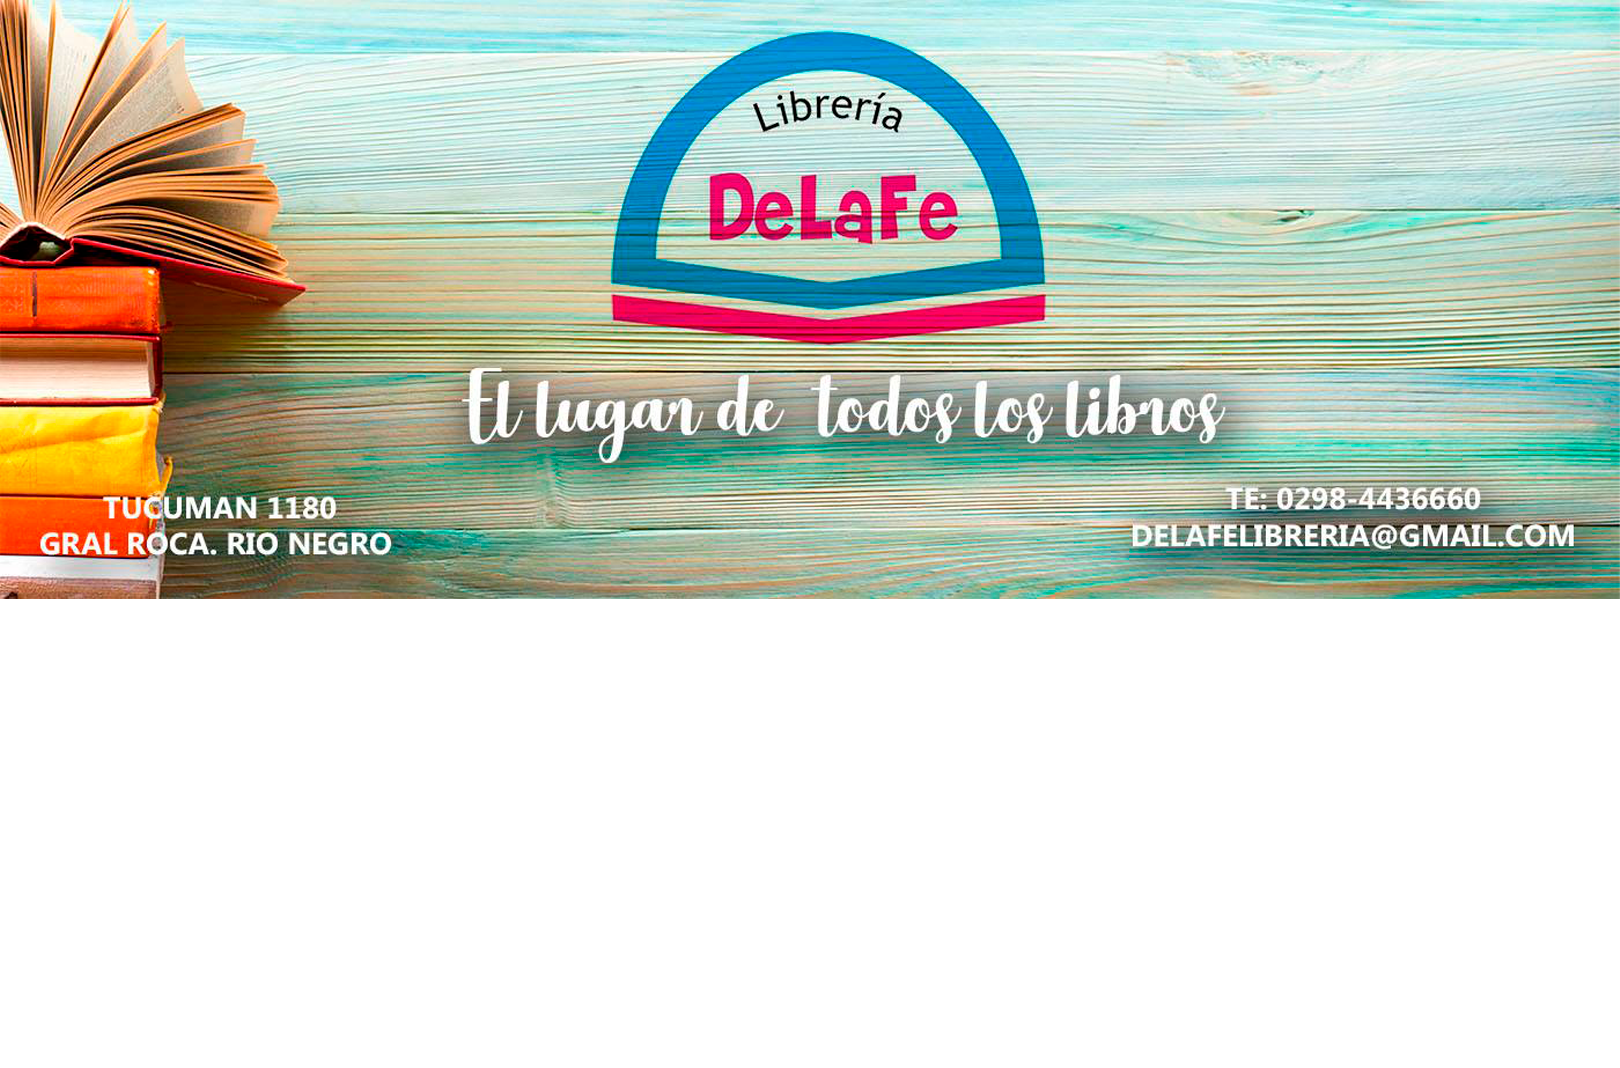 Librería
DeLaFe
El lugar de todos los libros
TUCUMAN 1180
GRAL ROCA. RIO NEGRO
TE: 0298-4436660
DELAFELIBRERIA@GMAIL.COM